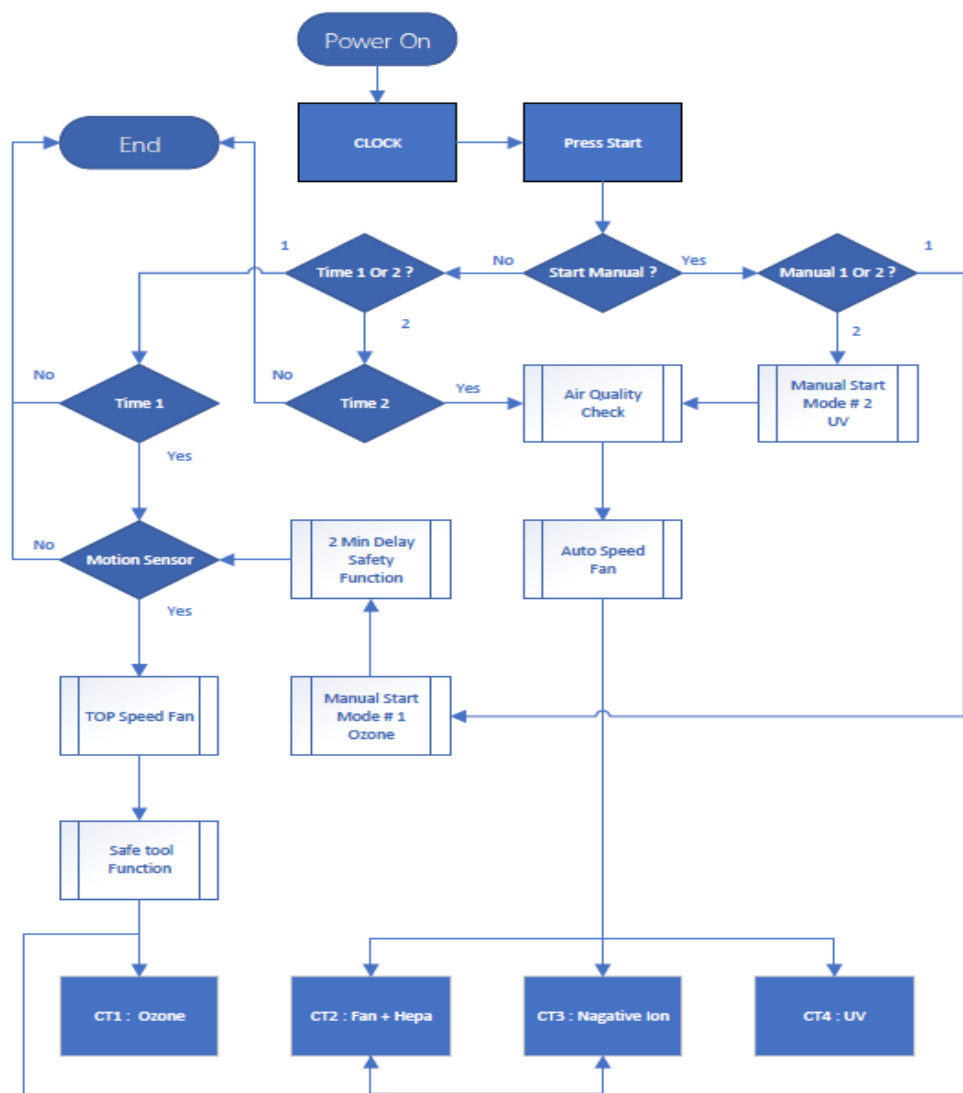 Power On
End
CLOCK
Press Start
1
Time 1 Or 2 ?
No
Start Manual ?
Yes
Manual 1 Or 2 ?
1
2
2
No
Time 1
No
Time 2
Yes
Air Quality
Check
Manual Start
Mode # 2
UV
Yes
No
Motion Sensor
2 Min Delay
Safety
Function
Auto Speed
Fan
Yes
TOP Speed Fan
Manual Start
Mode # 1
Ozone
Safe tool
Function
CT1 : Ozone
CT2 : Fan + Hepa
CT3 : Nagative Ion
CT4 : UV